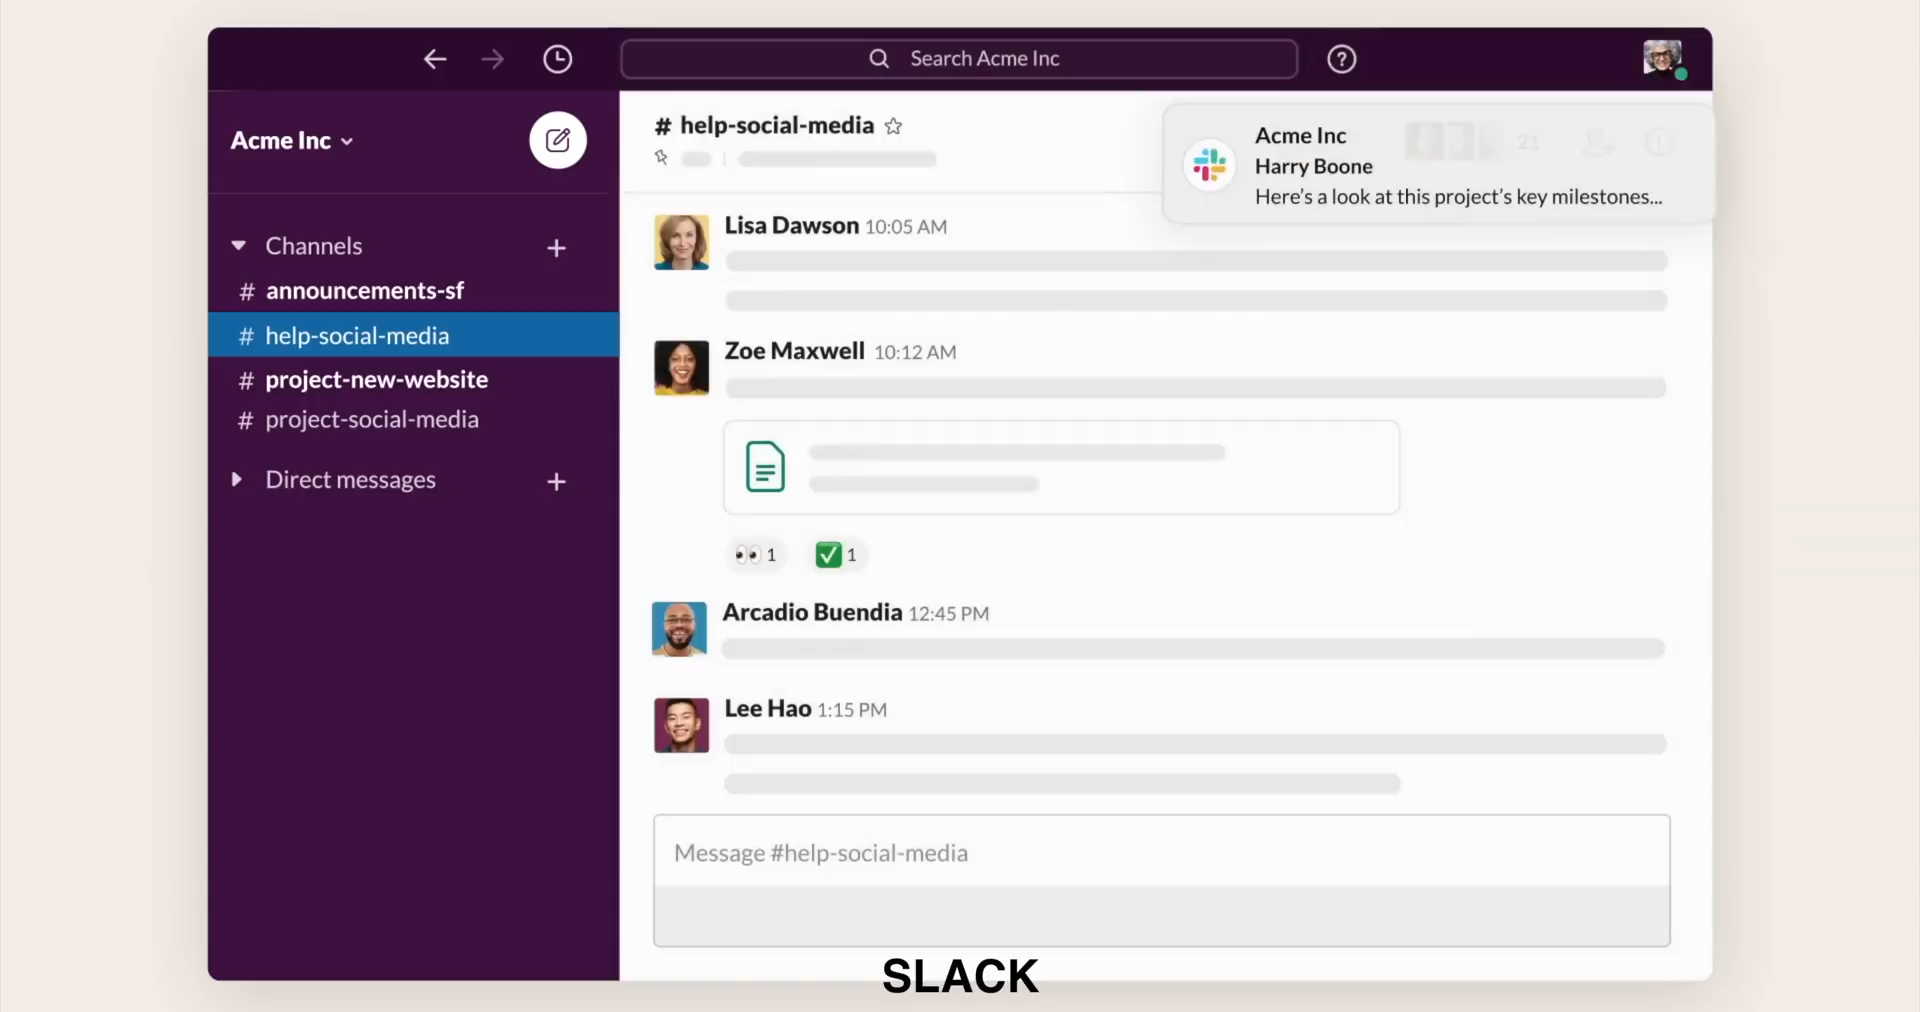 Search Acme Inc
Acme Inc
Channels
# announcements-sf
# help-social-media
# project-new-website
# project-social-media
Direct messages
# help-social-media
21
Acme Inc
Harry Boone
Here’s a look at this project’s key milestones...
Lisa Dawson 10:05 AM
Zoe Maxwell 10:12 AM
1 1
Arcadio Buendia 12:45 PM
Lee Hao 1:15 PM
Message #help-social-media
SLACK